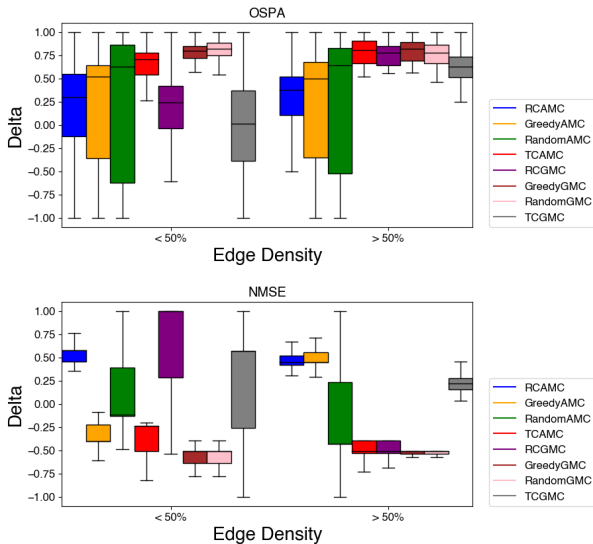 OSPA
1.00
0.75
0.50
0.25
0.00
−0.25
−0.50
−0.75
−1.00
Delta
< 50%
> 50%
Edge Density
RCAMC
GreedyAMC
RandomAMC
TCAMC
RCGMC
GreedyGMC
RandomGMC
TCGMC
NMSE
1.00
0.75
0.50
0.25
0.00
−0.25
−0.50
−0.75
−1.00
Delta
< 50%
> 50%
Edge Density
RCAMC
GreedyAMC
RandomAMC
TCAMC
RCGMC
GreedyGMC
RandomGMC
TCGMC